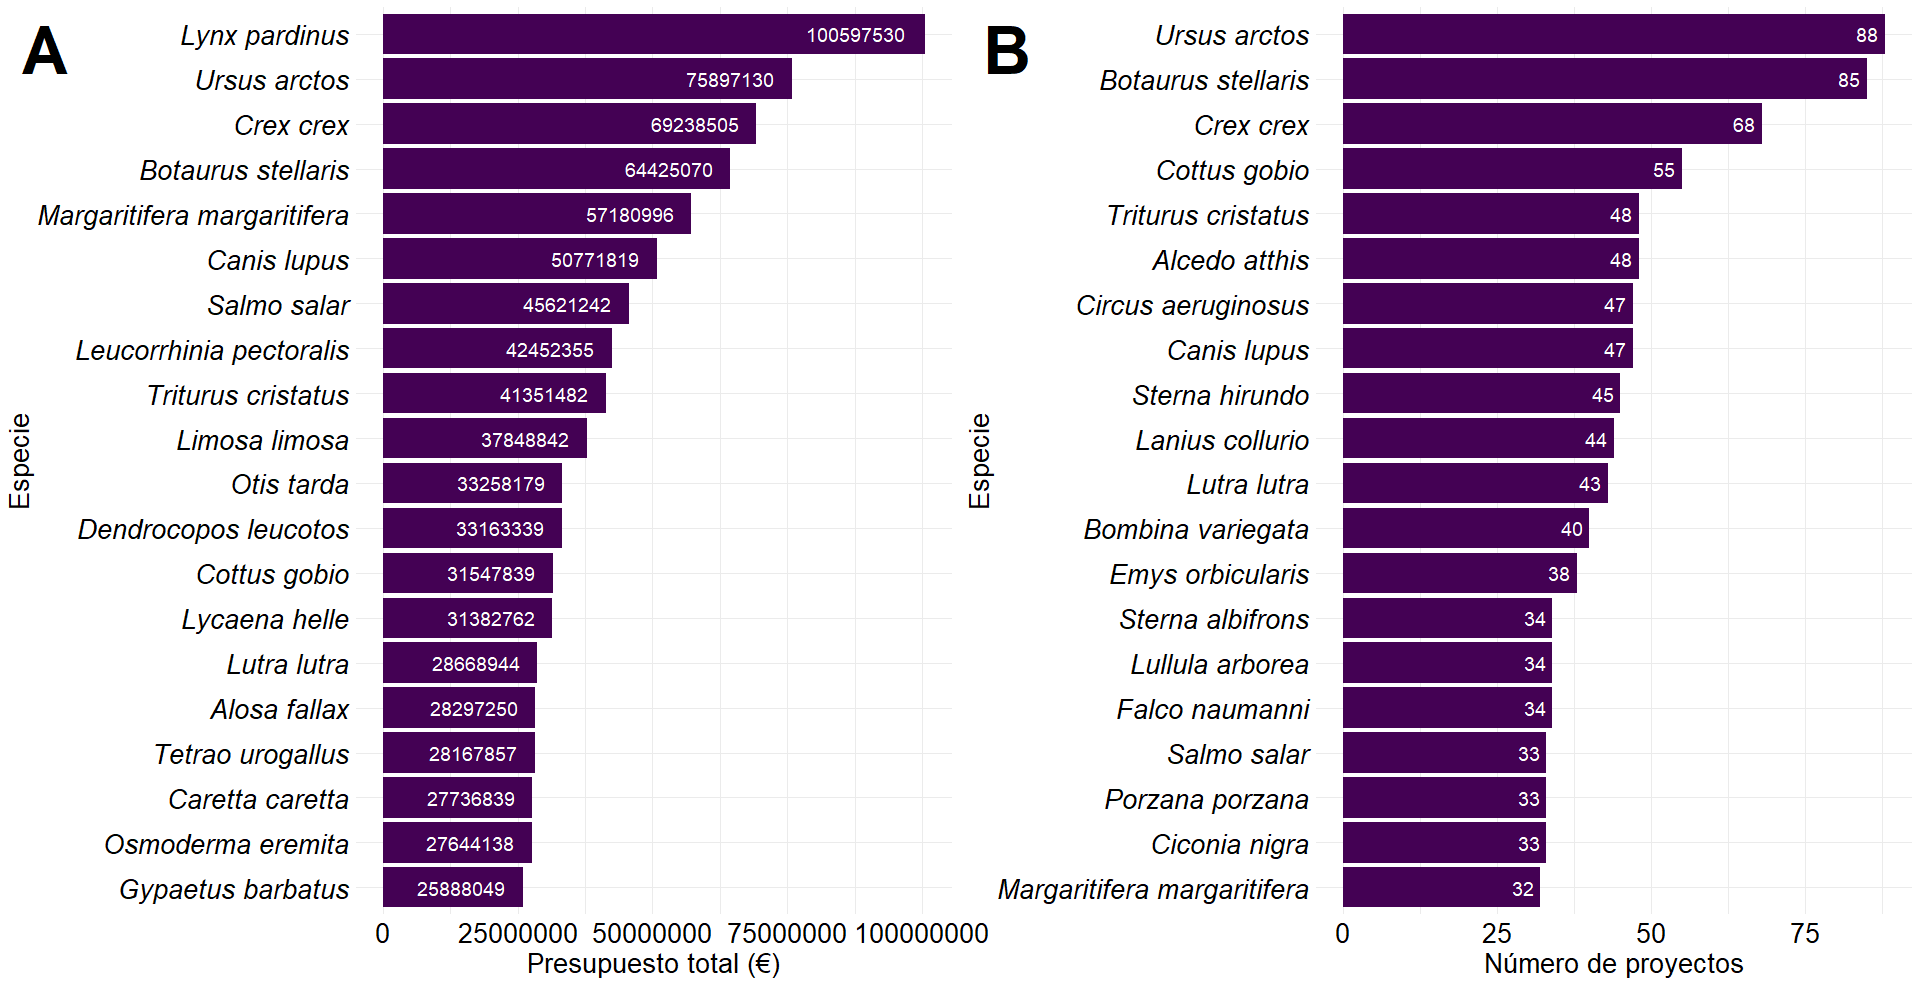 A
Especie
Lynx pardinus 100597530
Ursus arctos 75897130
Crex crex 69238505
Botaurus stellaris 64425070
Margaritifera margaritifera 57180996
Canis lupus 50771819
Salmo salar 45621242
Leucorrhinia pectoralis 42452355
Triturus cristatus 41351482
Limosa limosa 37848842
Otis tarda 33258179
Dendrocopos leucotos 33163339
Cottus gobio 31547839
Lycaena helle 31382762
Lutra lutra 28668944
Alosa fallax 28297250
Tetrao urogallus 28167857
Caretta caretta 27736839
Osmoderma eremita 27644138
Gypaetus barbatus 25888049
0 25000000 50000000 75000000 100000000
Presupuesto total (€)
B
Especie
Ursus arctos 88
Botaurus stellaris 85
Crex crex 68
Cottus gobio 55
Triturus cristatus 48
Alcedo atthis 48
Circus aeruginosus 47
Canis lupus 47
Sterna hirundo 45
Lanius collurio 44
Lutra lutra 43
Bombina variegata 40
Emys orbicularis 38
Sterna albifrons 34
Lullula arborea 34
Falco naumanni 34
Salmo salar 33
Porzana porzana 33
Ciconia nigra 33
Margaritifera margaritifera 32
0 25 50 75
Número de proyectos